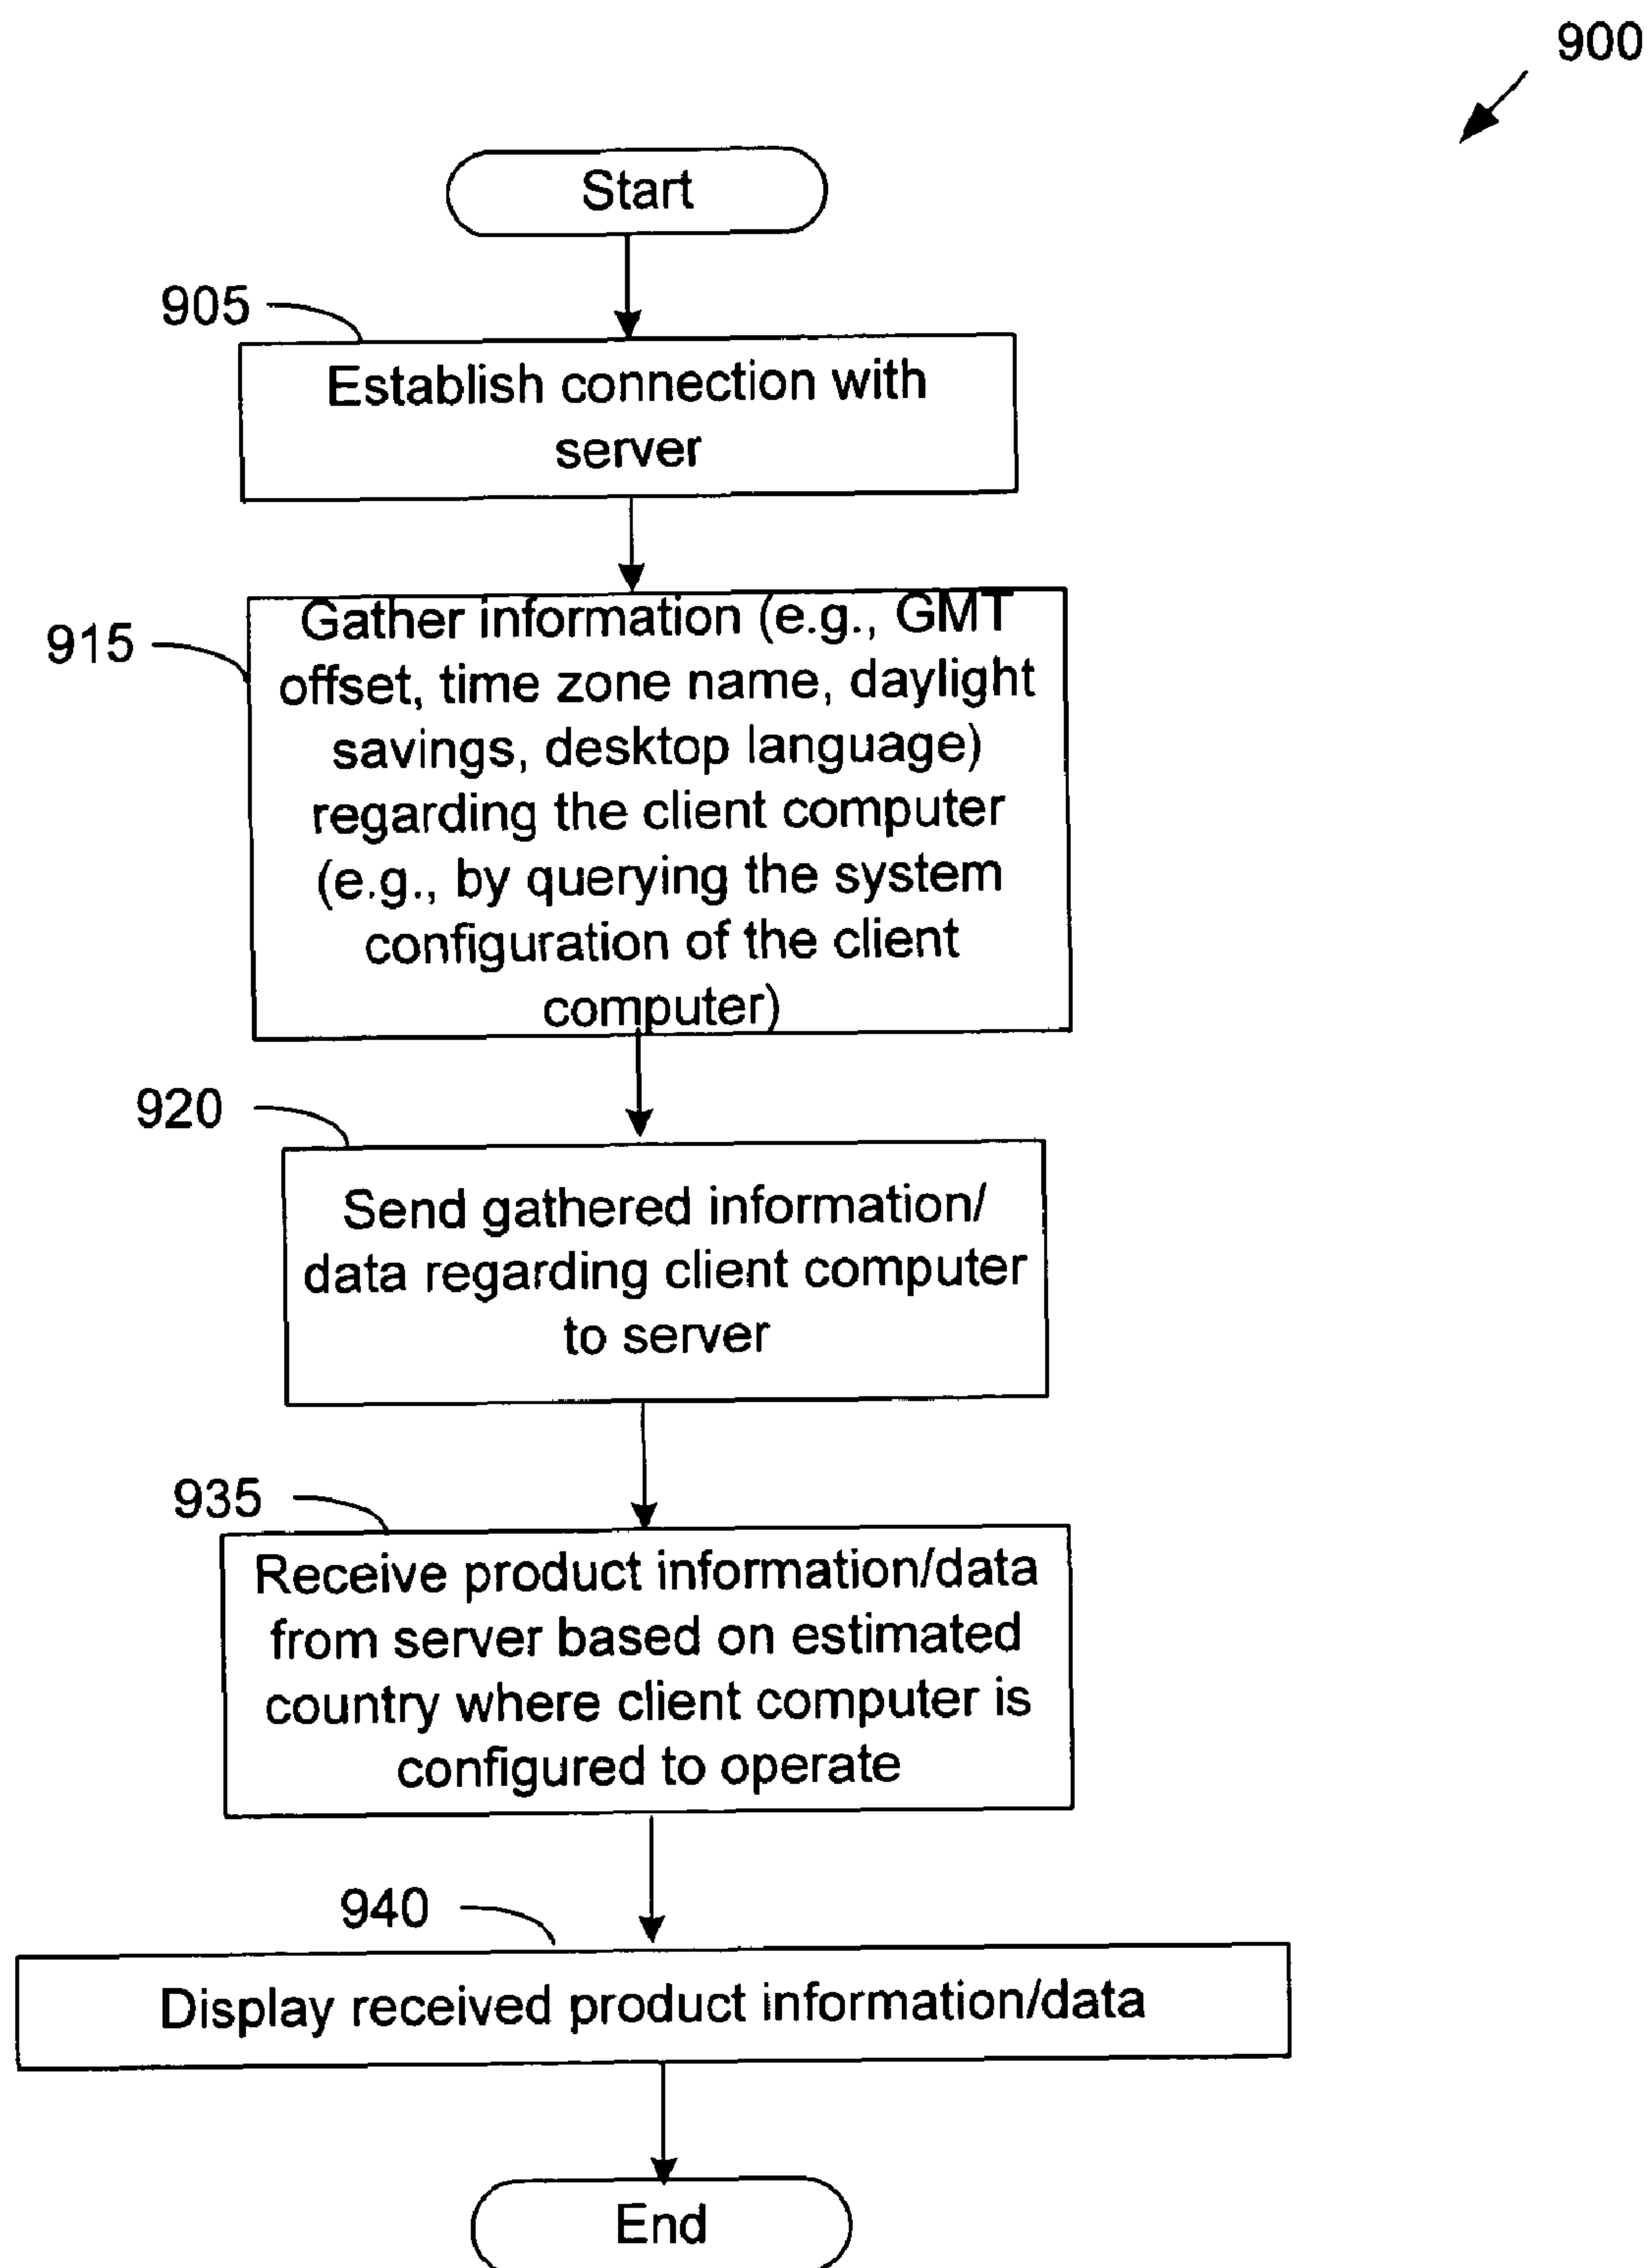 900
Start
905
Establish connection with
server
915
Gather information (e.g., GMT
offset, time zone name, daylight
savings, desktop language)
regarding the client computer
(e.g., by querying the system
configuration of the client
computer)
920
Send gathered information/
data regarding client computer
to server
935
Receive product information/data
from server based on estimated
country where client computer is
configured to operate
940
Display received product information/data
End